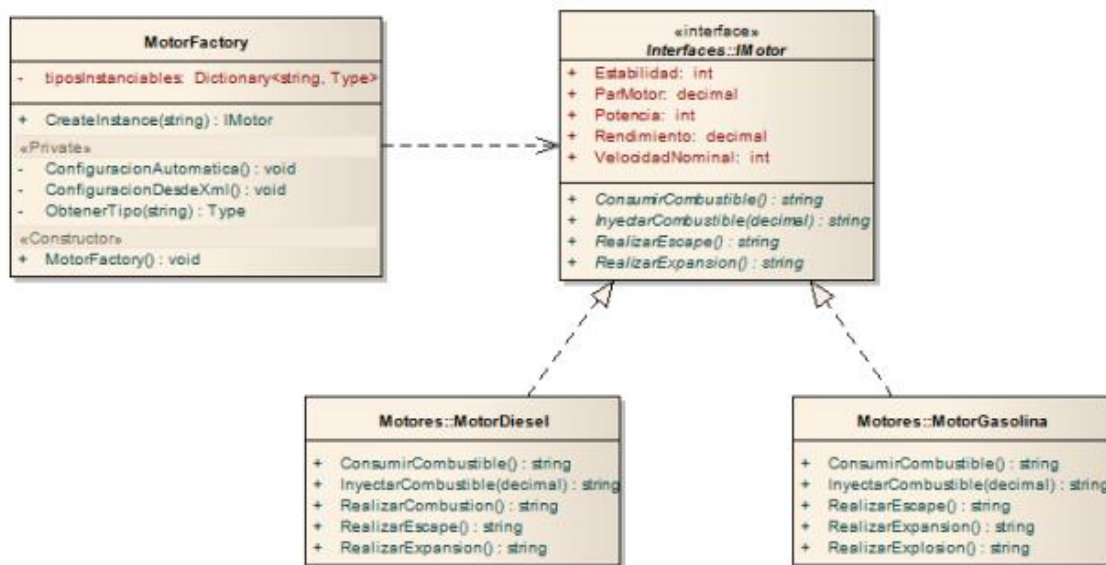 MotorFactory
- tiposInstanciables: Dictionary<string, Type>
+ CreateInstance(string) : IMotor
«Private»
- ConfiguracionAutomatica() : void
- ConfiguracionDesdeXml() : void
- ObtenerTipo(string) : Type
«Constructor»
+ MotorFactory() : void
«interface»
Interfaces::IMotor
+ Estabilidad: int
+ ParMotor: decimal
+ Potencia: int
+ Rendimiento: decimal
+ VelocidadNominal: int
+ ConsumirCombustible() : string
+ InyectarCombustible(decimal) : string
+ RealizarEscape() : string
+ RealizarExpansion() : string
Motores::MotorDiesel
+ ConsumirCombustible() : string
+ InyectarCombustible(decimal) : string
+ RealizarCombustion() : string
+ RealizarEscape() : string
+ RealizarExpansion() : string
Motores::MotorGasolina
+ ConsumirCombustible() : string
+ InyectarCombustible(decimal) : string
+ RealizarEscape() : string
+ RealizarExpansion() : string
+ RealizarExplosion() : string